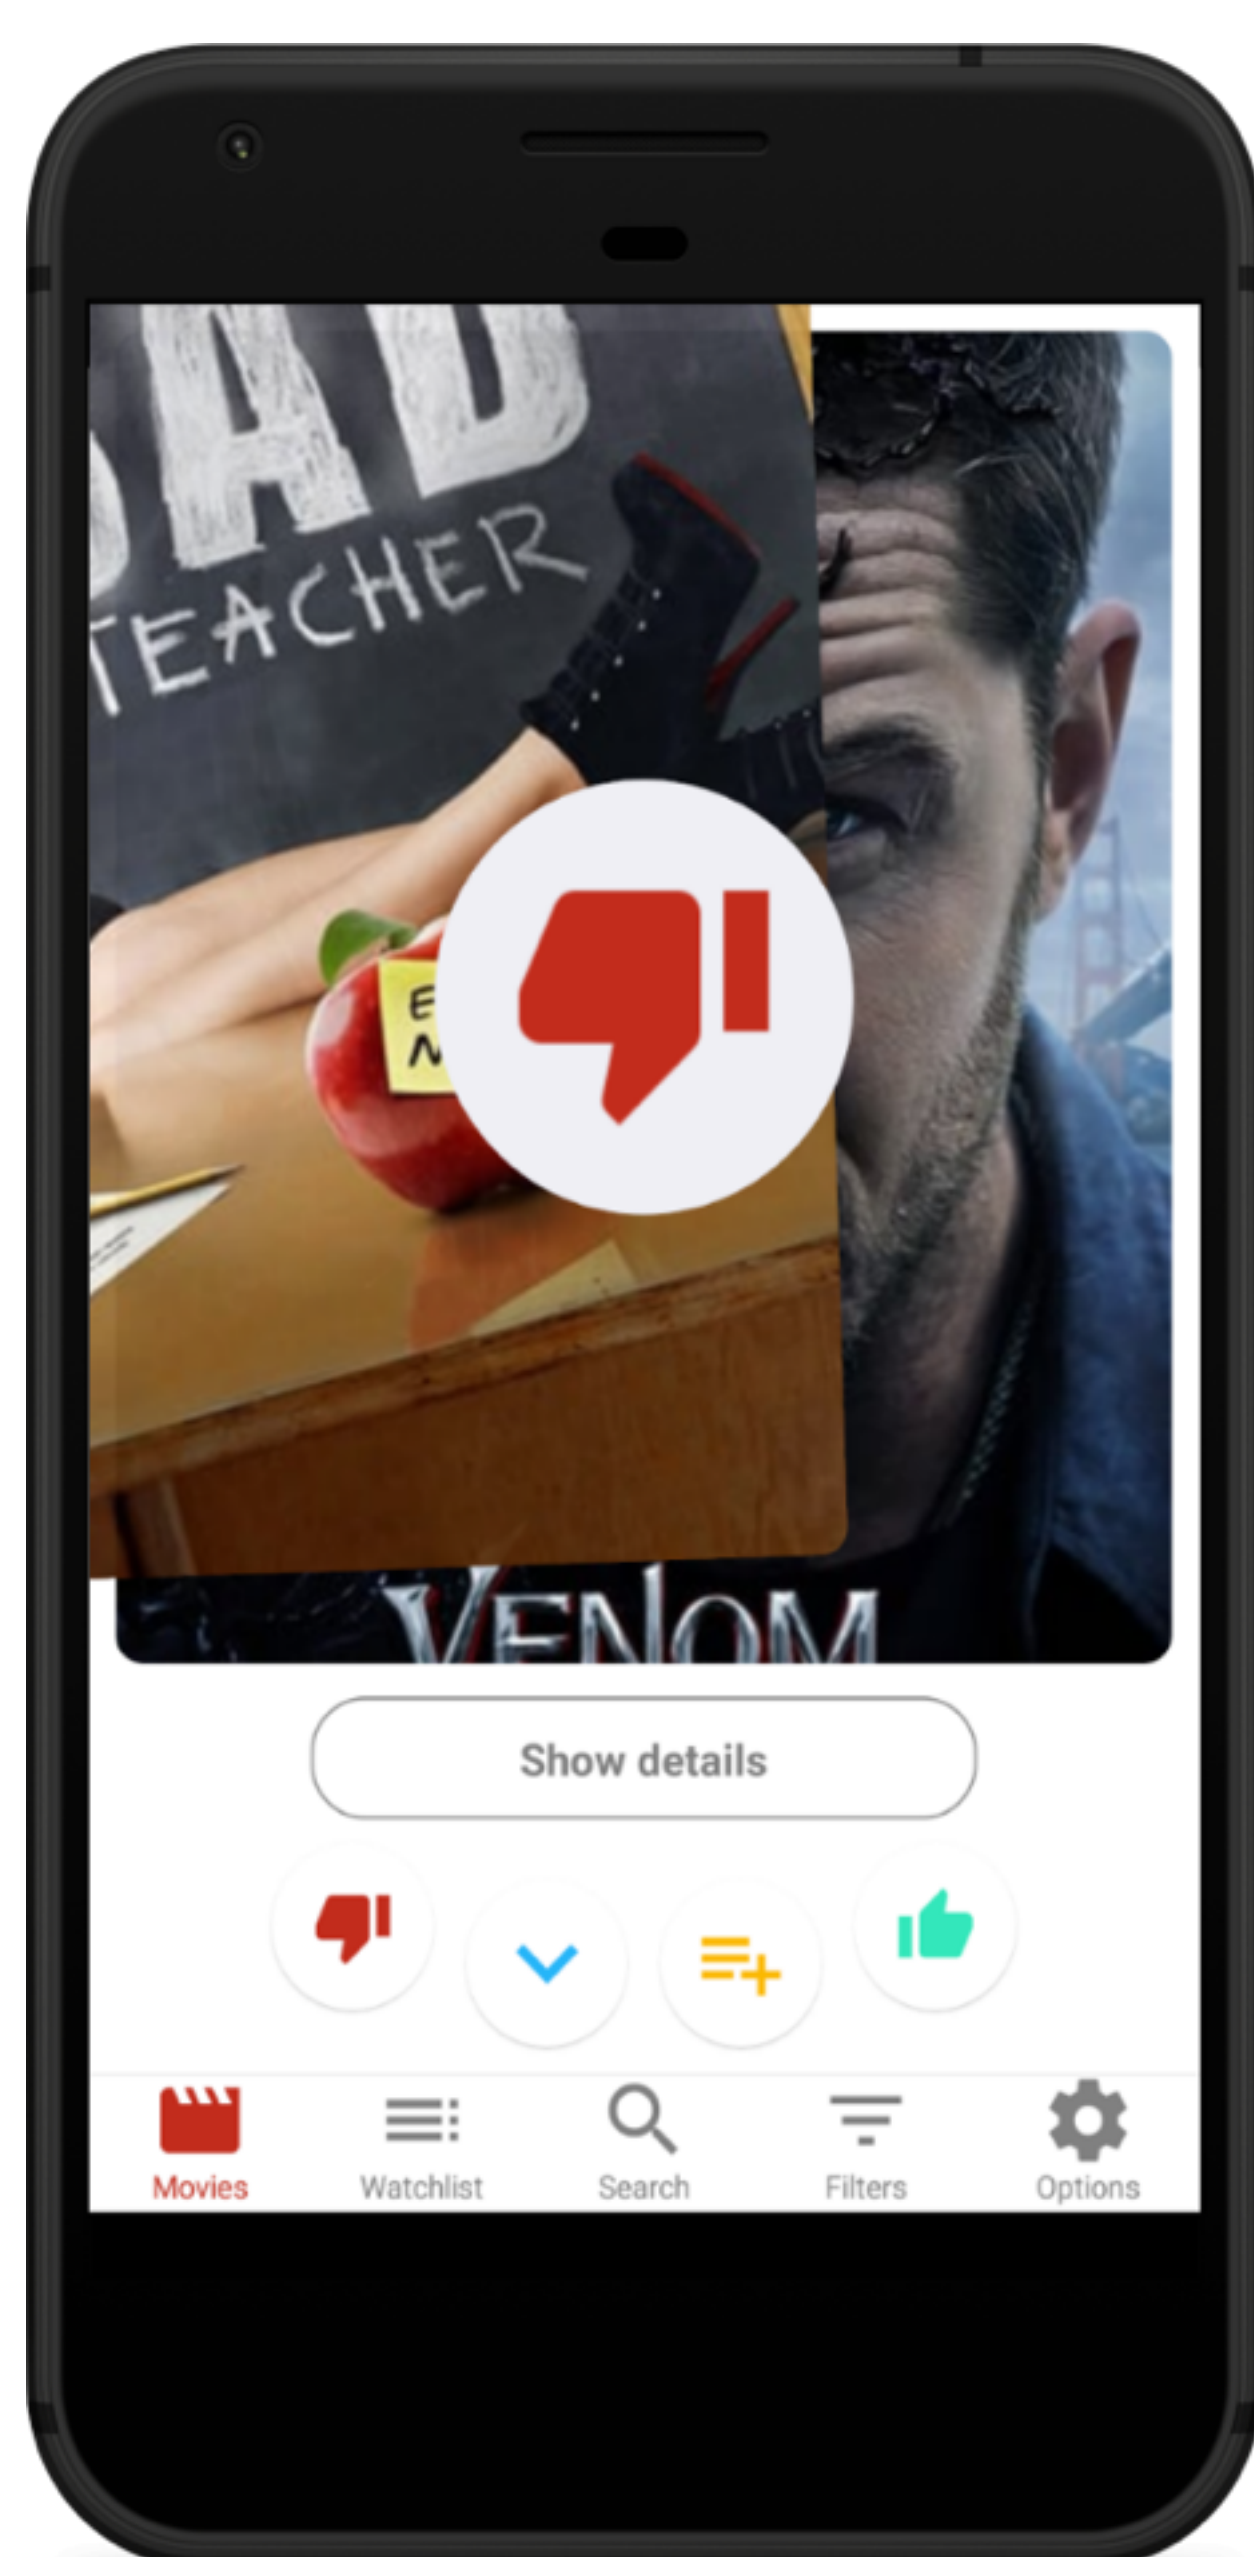 BAD
TEACHER
E
VENOM
Show details
Movies
Watchlist
Search
Filters
Options